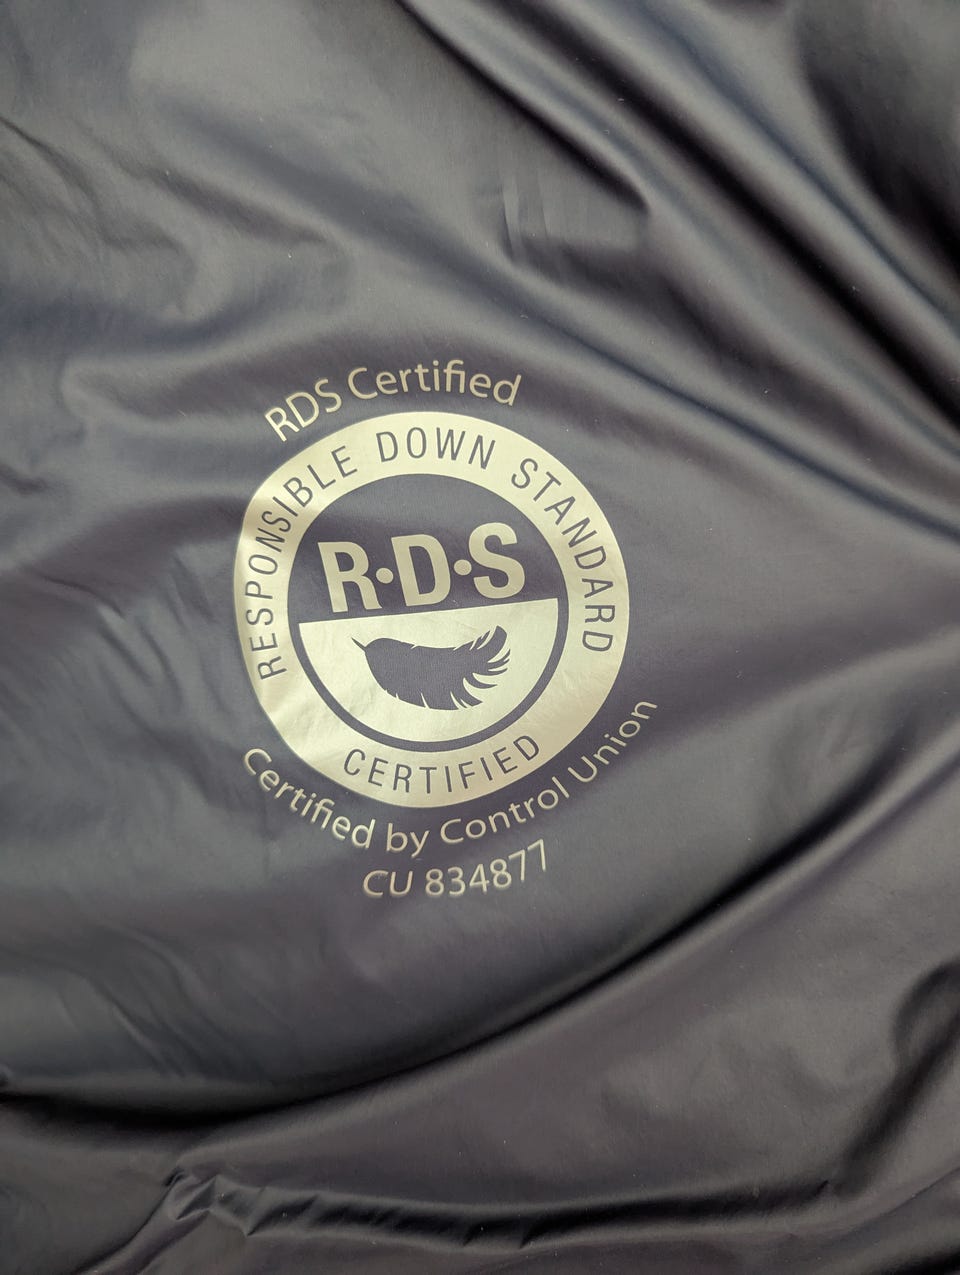 RDS Certified
RESPONSIBLE DOWN STANDARD
R·D·S
CERTIFIED
Certified by Control Union
CU 834877